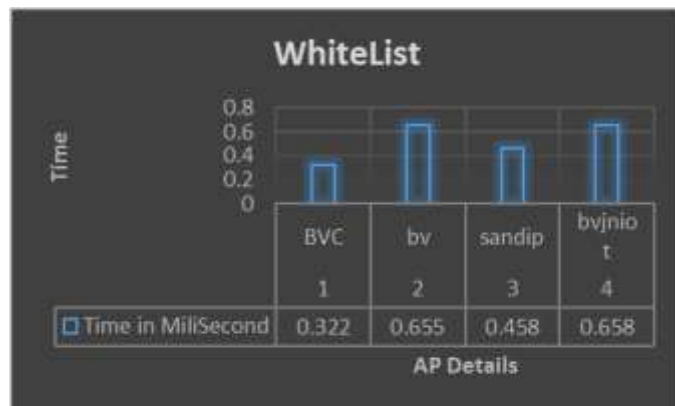 WhiteList
Time
0.8
0.6
0.4
0.2
0
BVC bv sandip bvjnio
t
1 2 3 4
Time in MiliSecond 0.322 0.655 0.458 0.658
AP Details